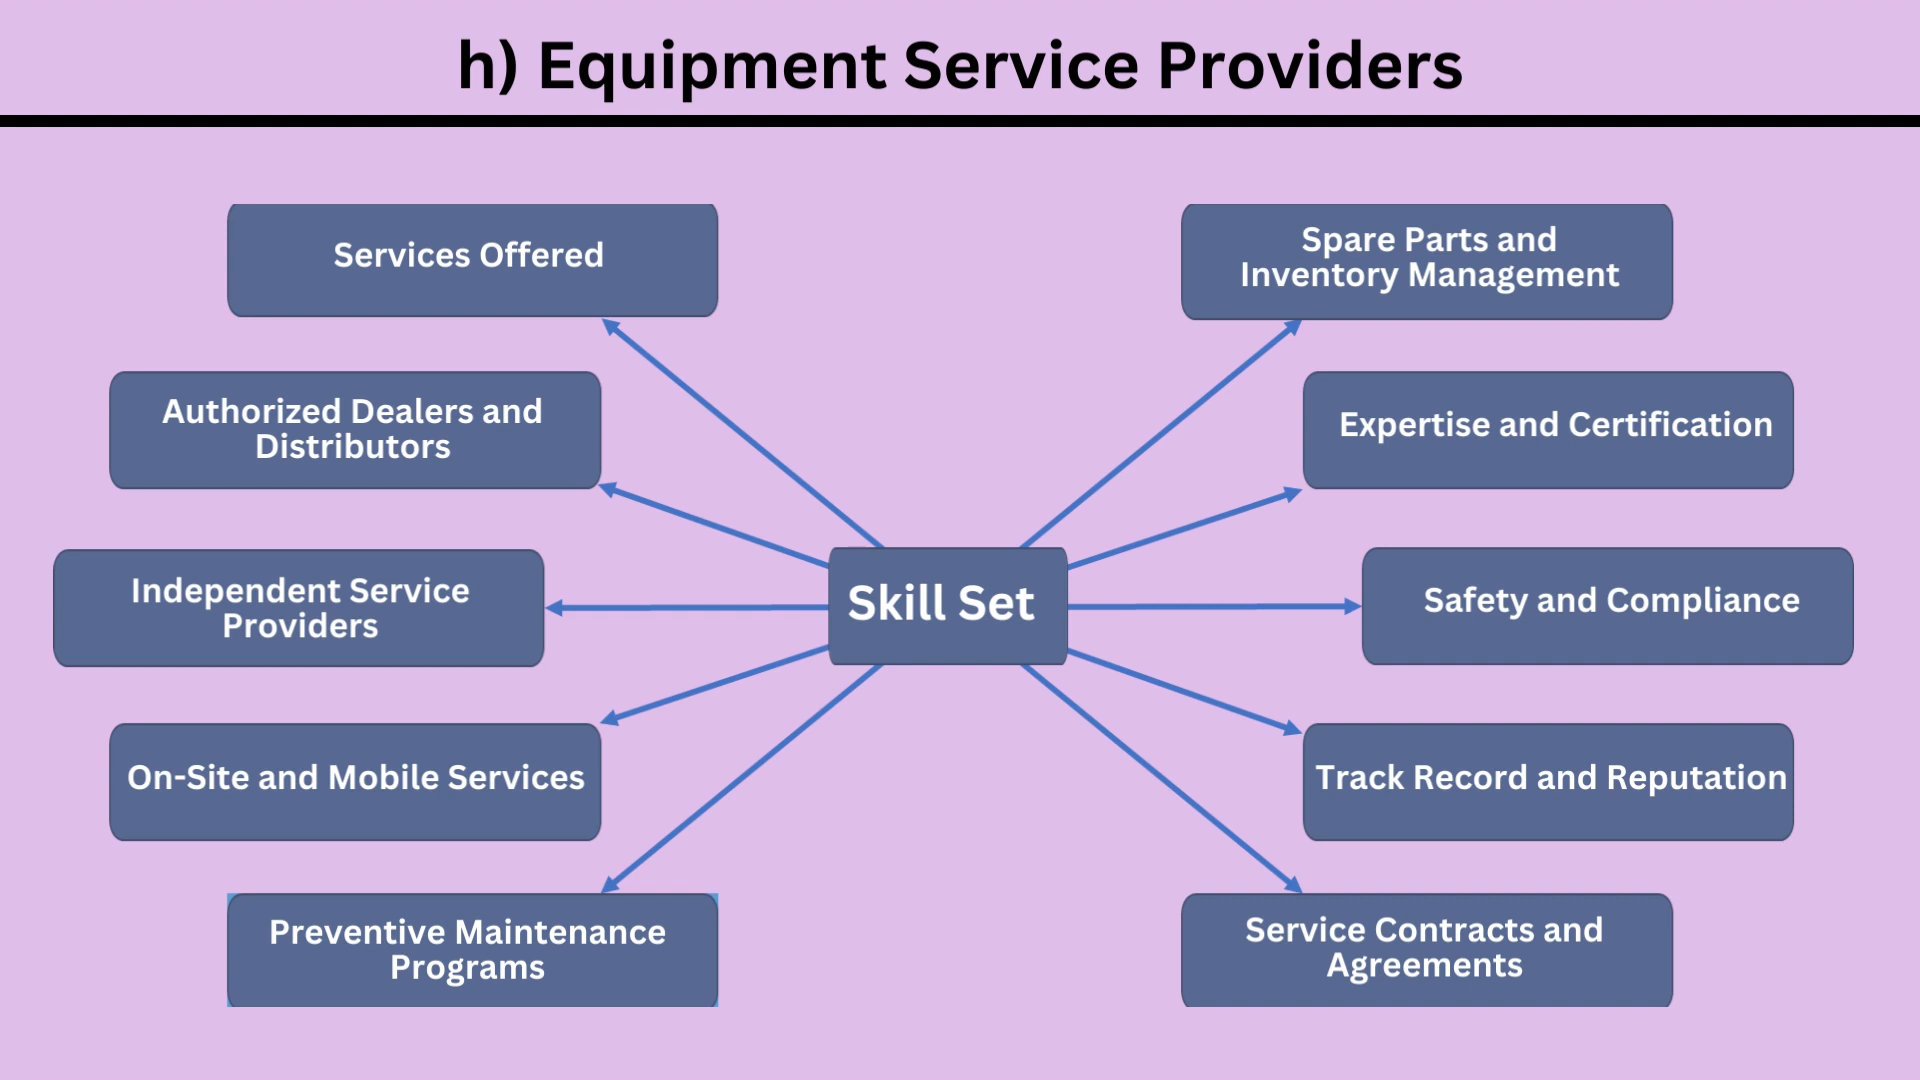 h) Equipment Service Providers
Services Offered
Spare Parts and
Inventory Management
Authorized Dealers and
Distributors
Expertise and Certification
Independent Service
Providers
Skill Set
Safety and Compliance
On-Site and Mobile Services
Track Record and Reputation
Preventive Maintenance
Programs
Service Contracts and
Agreements